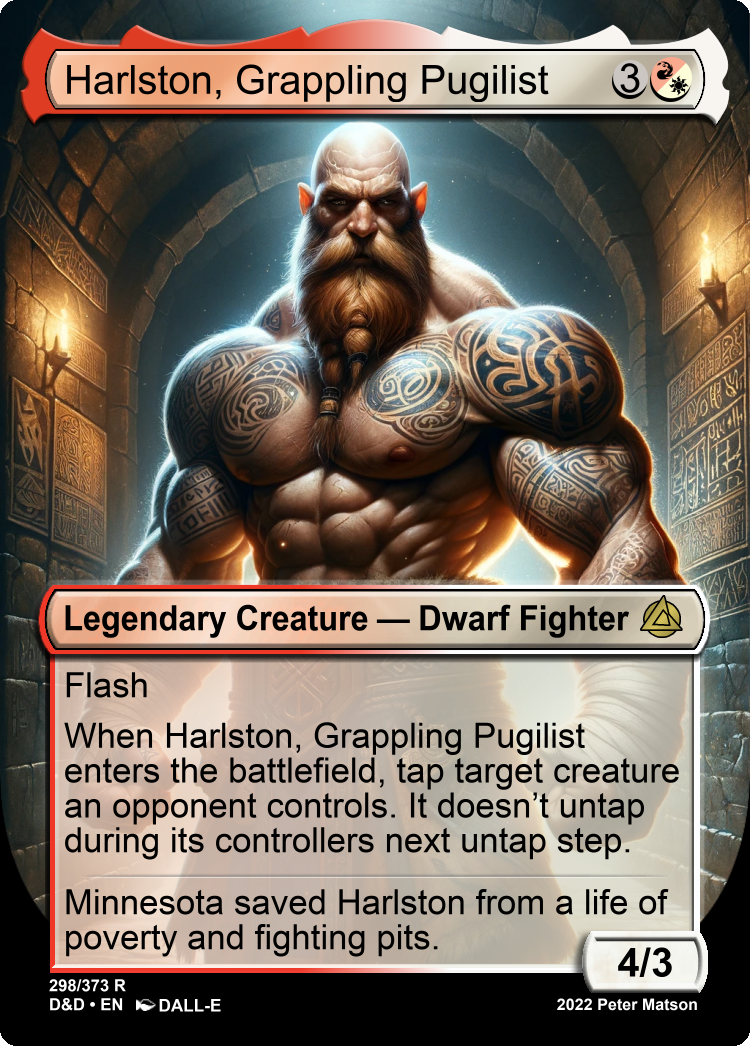 Harlston, Grappling Pugilist 3
Legendary Creature — Dwarf Fighter
Flash
When Harlston, Grappling Pugilist
enters the battlefield, tap target creature
an opponent controls. It doesn’t untap
during its controllers next untap step.
Minnesota saved Harlston from a life of
poverty and fighting pits.
4/3
298/373 R
D&D • EN DALL-E
2022 Peter Matson